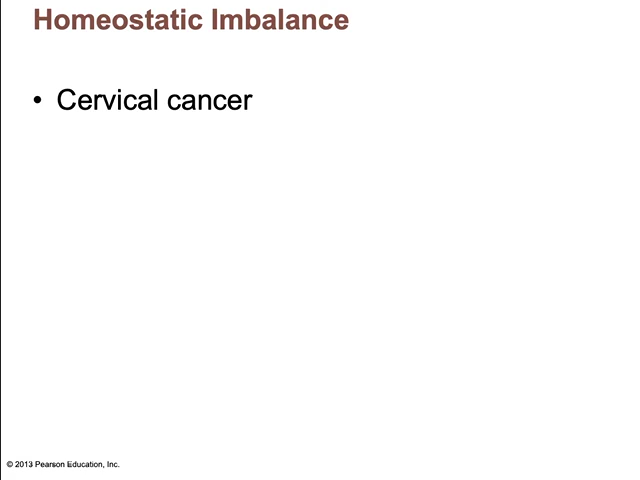 Homeostatic Imbalance
• Cervical cancer
© 2013 Pearson Education, Inc.